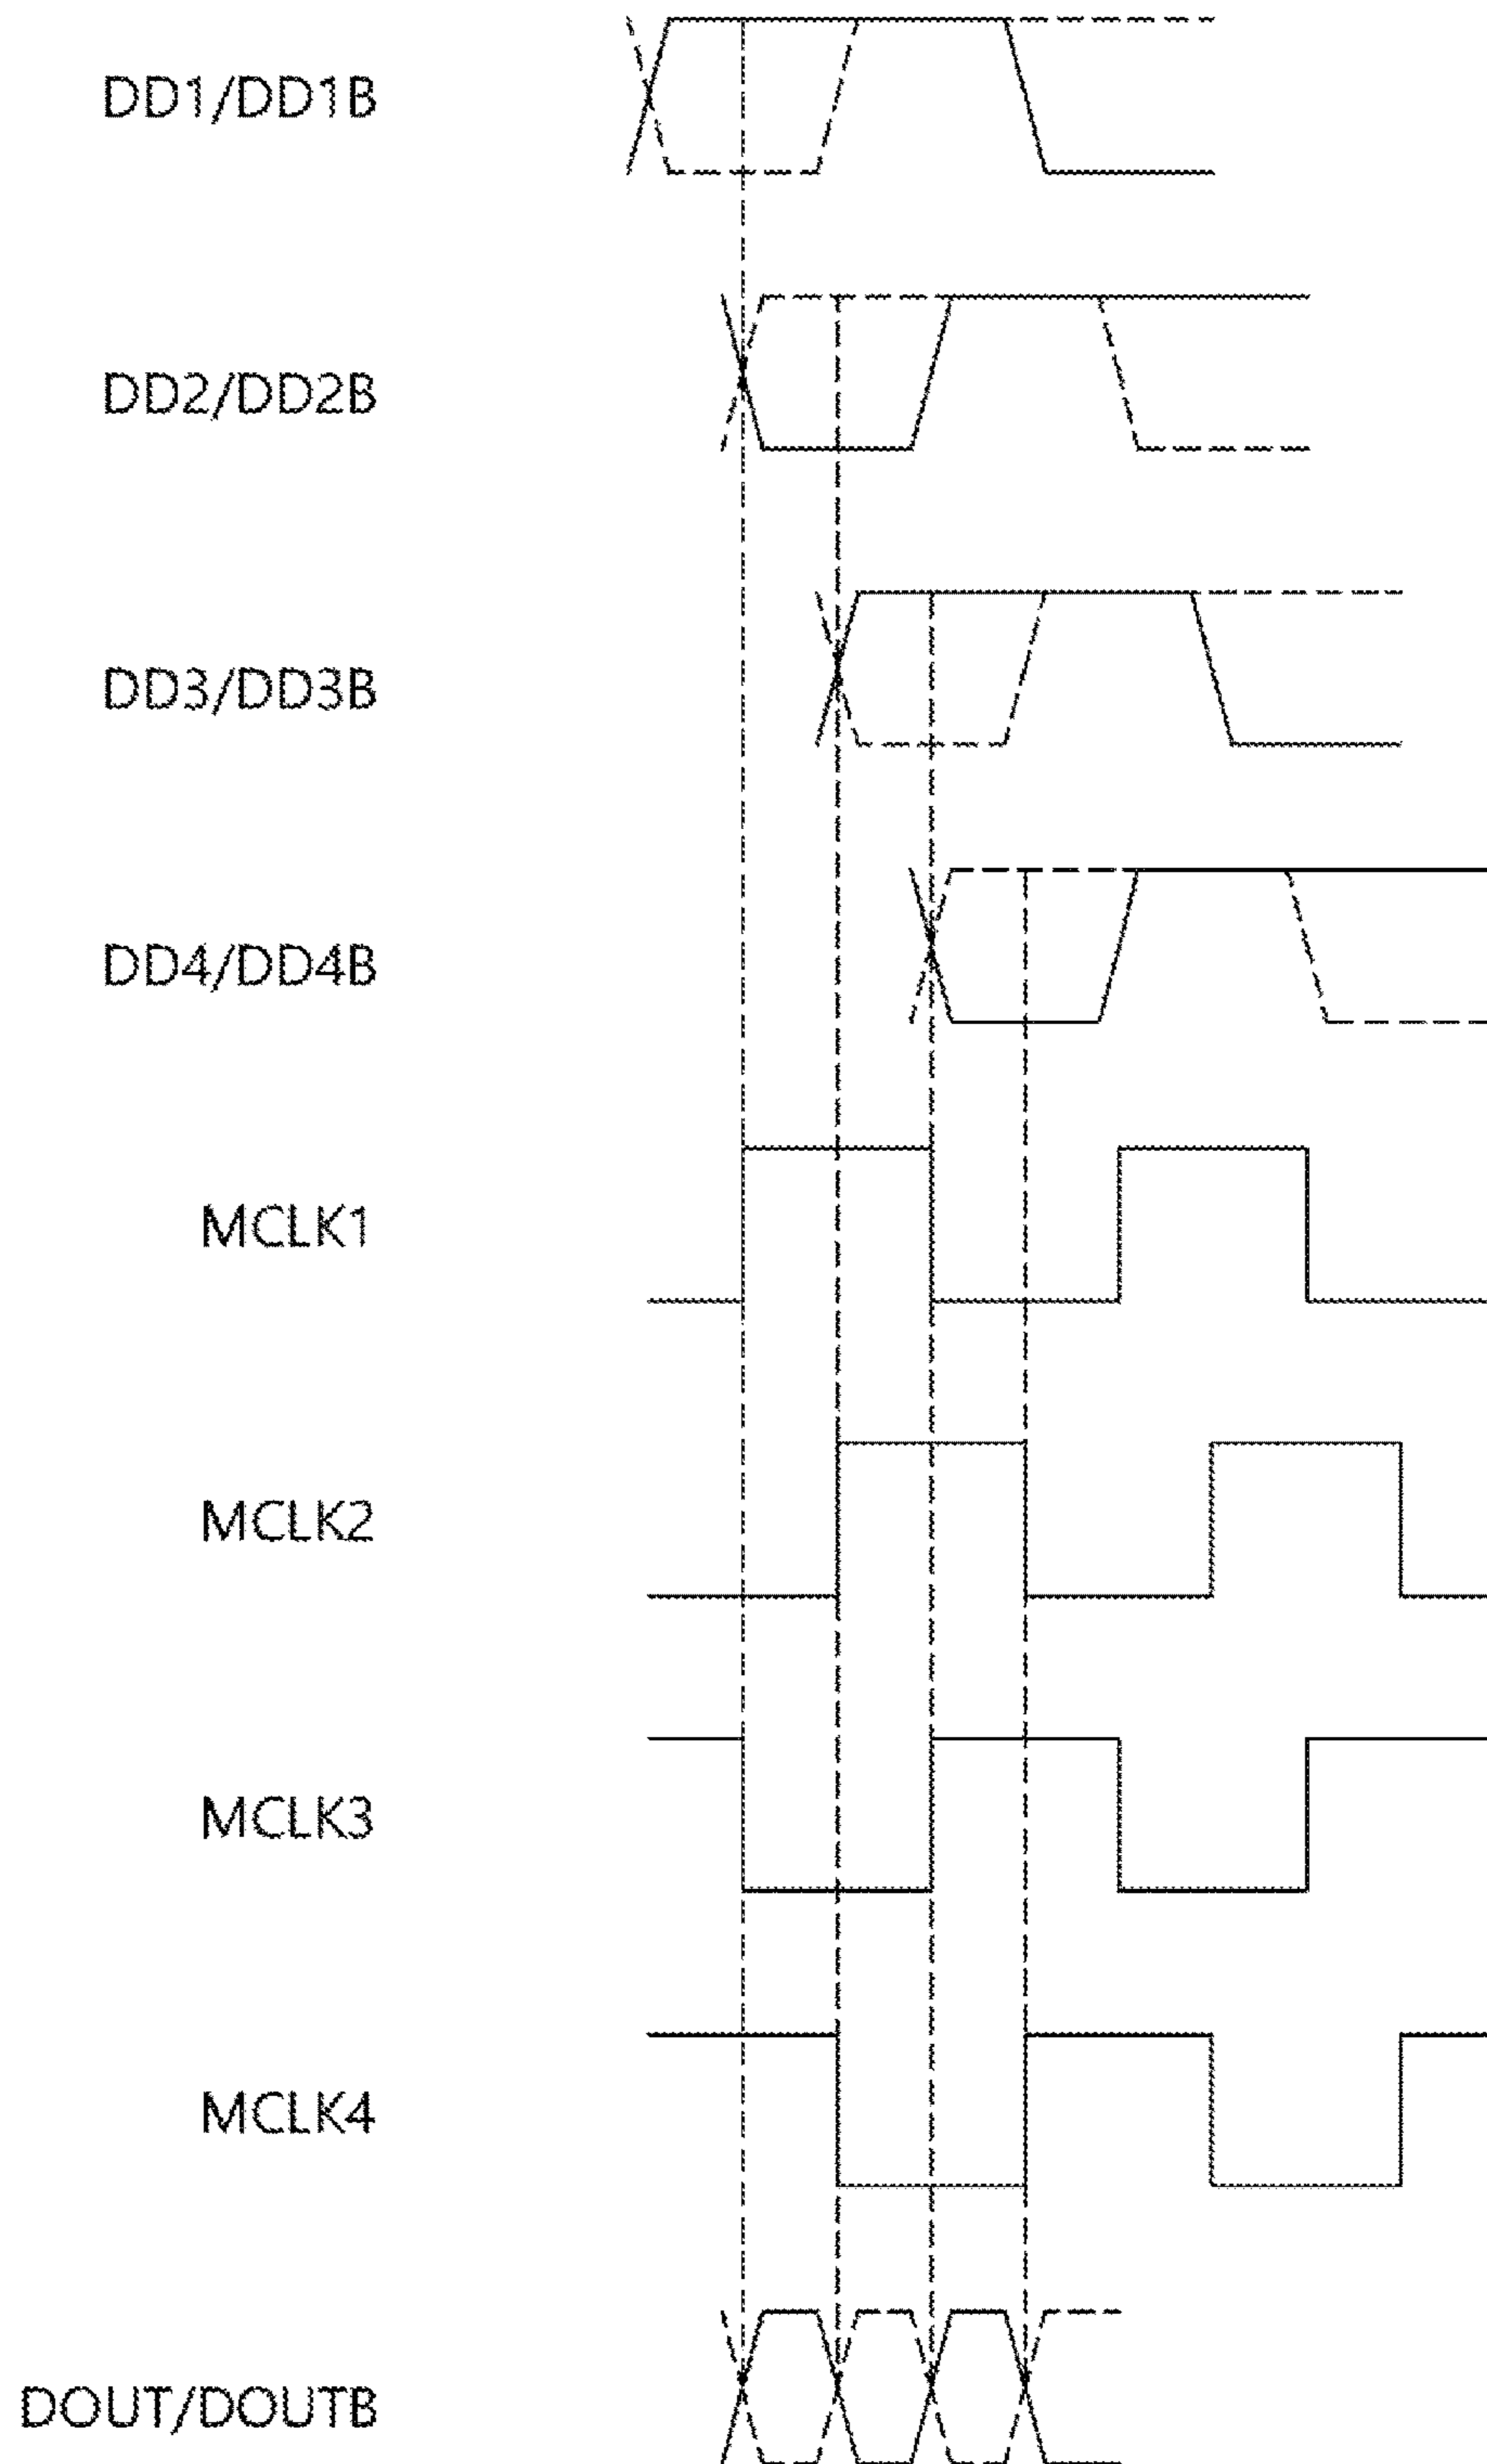 DD1/DD1B
DD2/DD2B
DD3/DD3B
DD4/DD4B
MCLK1
MCLK2
MCLK3
MCLK4
DOUT/DOUTB